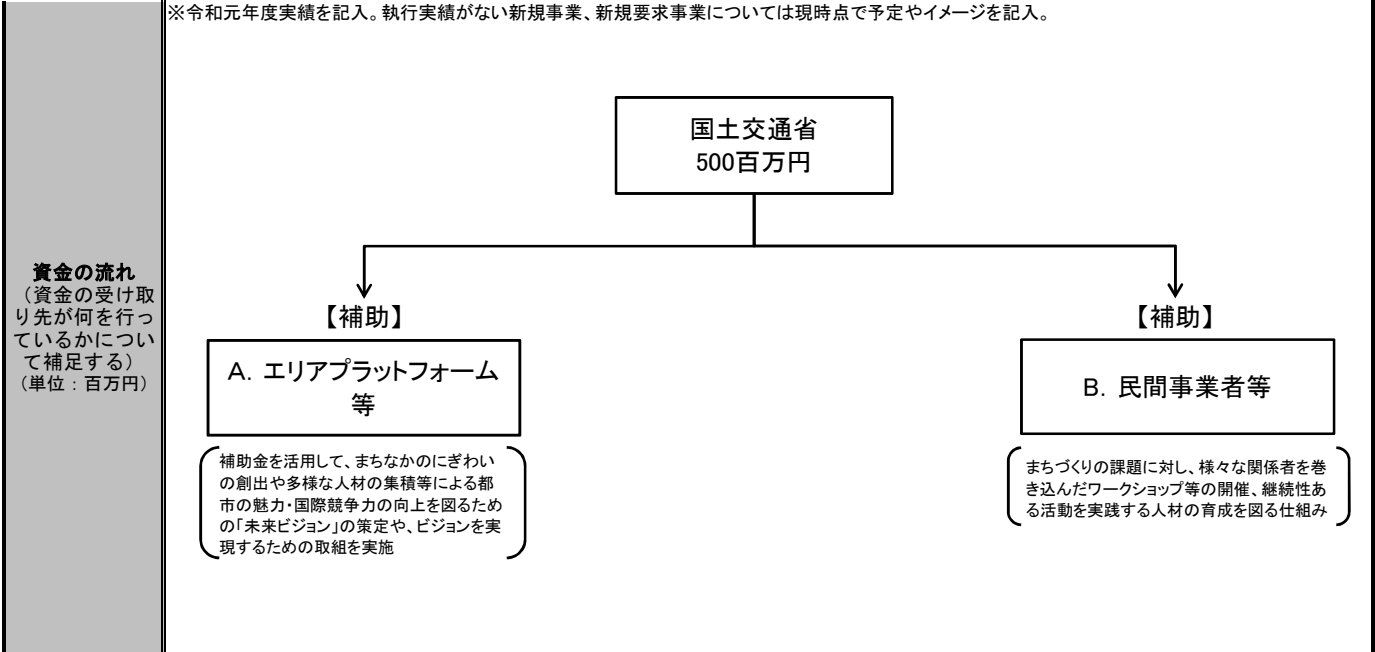 ※令和元年度実績を記入。執行実績がない新規事業、新規要求事業については現時点で予定やイメージを記入。
資金の流れ
（資金の受け取
り先が何を行っ
ているかについ
て補足する）
（単位：百万円）
国土交通省
500百万円
【補助】
A．エリアプラットフォーム
等
補助金を活用して、まちなかのにぎわい
の創出や多様な人材の集積等による都
市の魅力・国際競争力の向上を図るため
の「未来ビジョン」の策定や、ビジョンを実
現するための取組を実施
【補助】
B．民間事業者等
まちづくりの課題に対し、様々な関係者を巻
き込んだワークショップ等の開催、継続性あ
る活動を実践する人材の育成を図る仕組み